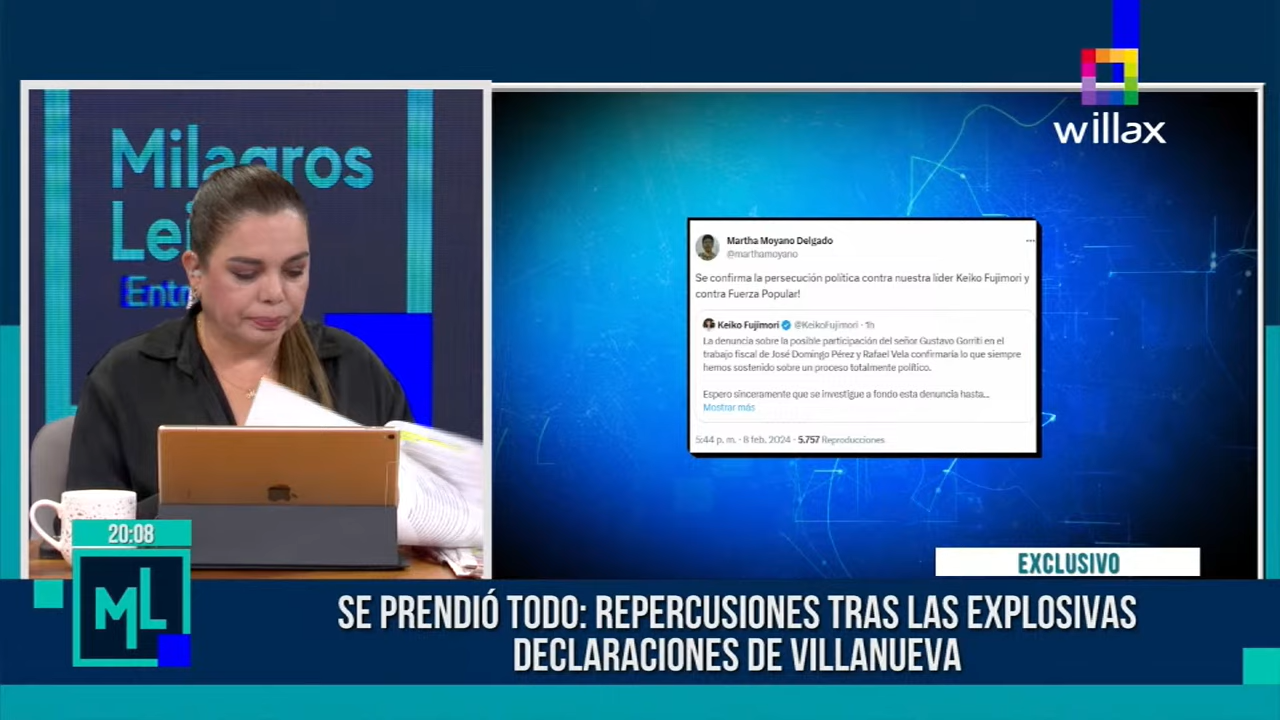 willax
Milagros
Lei
Entr
Martha Moyano Delgado
@marthamoyano
Se confirma la persecución política contra nuestra líder Keiko Fujimori y
contra Fuerza Popular!
Keiko Fujimori @KeikoFujimori · 1h
La denuncia sobre la posible participación del señor Gustavo Gorriti en el
trabajo fiscal de José Domingo Pérez y Rafael Vela confirmaría lo que siempre
hemos sostenido sobre un proceso totalmente político.
Espero sinceramente que se investigue a fondo esta denuncia hasta...
Mostrar más
5:44 p. m. · 8 feb. 2024 · 5.757 Reproducciones
20:08
ML
EXCLUSIVO
SE PRENDIÓ TODO: REPERCUSIONES TRAS LAS EXPLOSIVAS
DECLARACIONES DE VILLANUEVA